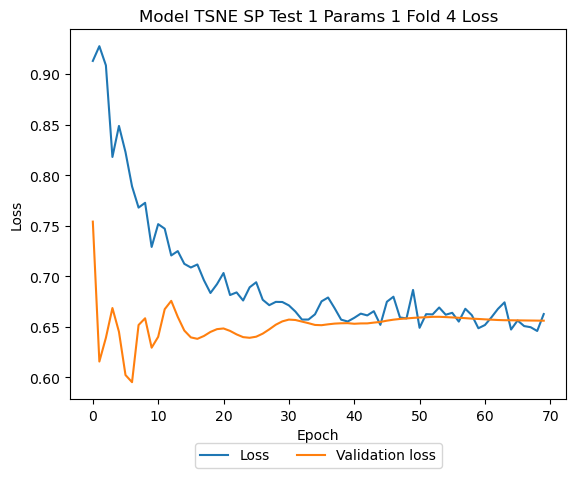 Model TSNE SP Test 1 Params 1 Fold 4 Loss
0.90
0.85
0.80
0.75
0.70
0.65
0.60
Loss
0 10 20 30 40 50 60 70
Epoch
Loss Validation loss